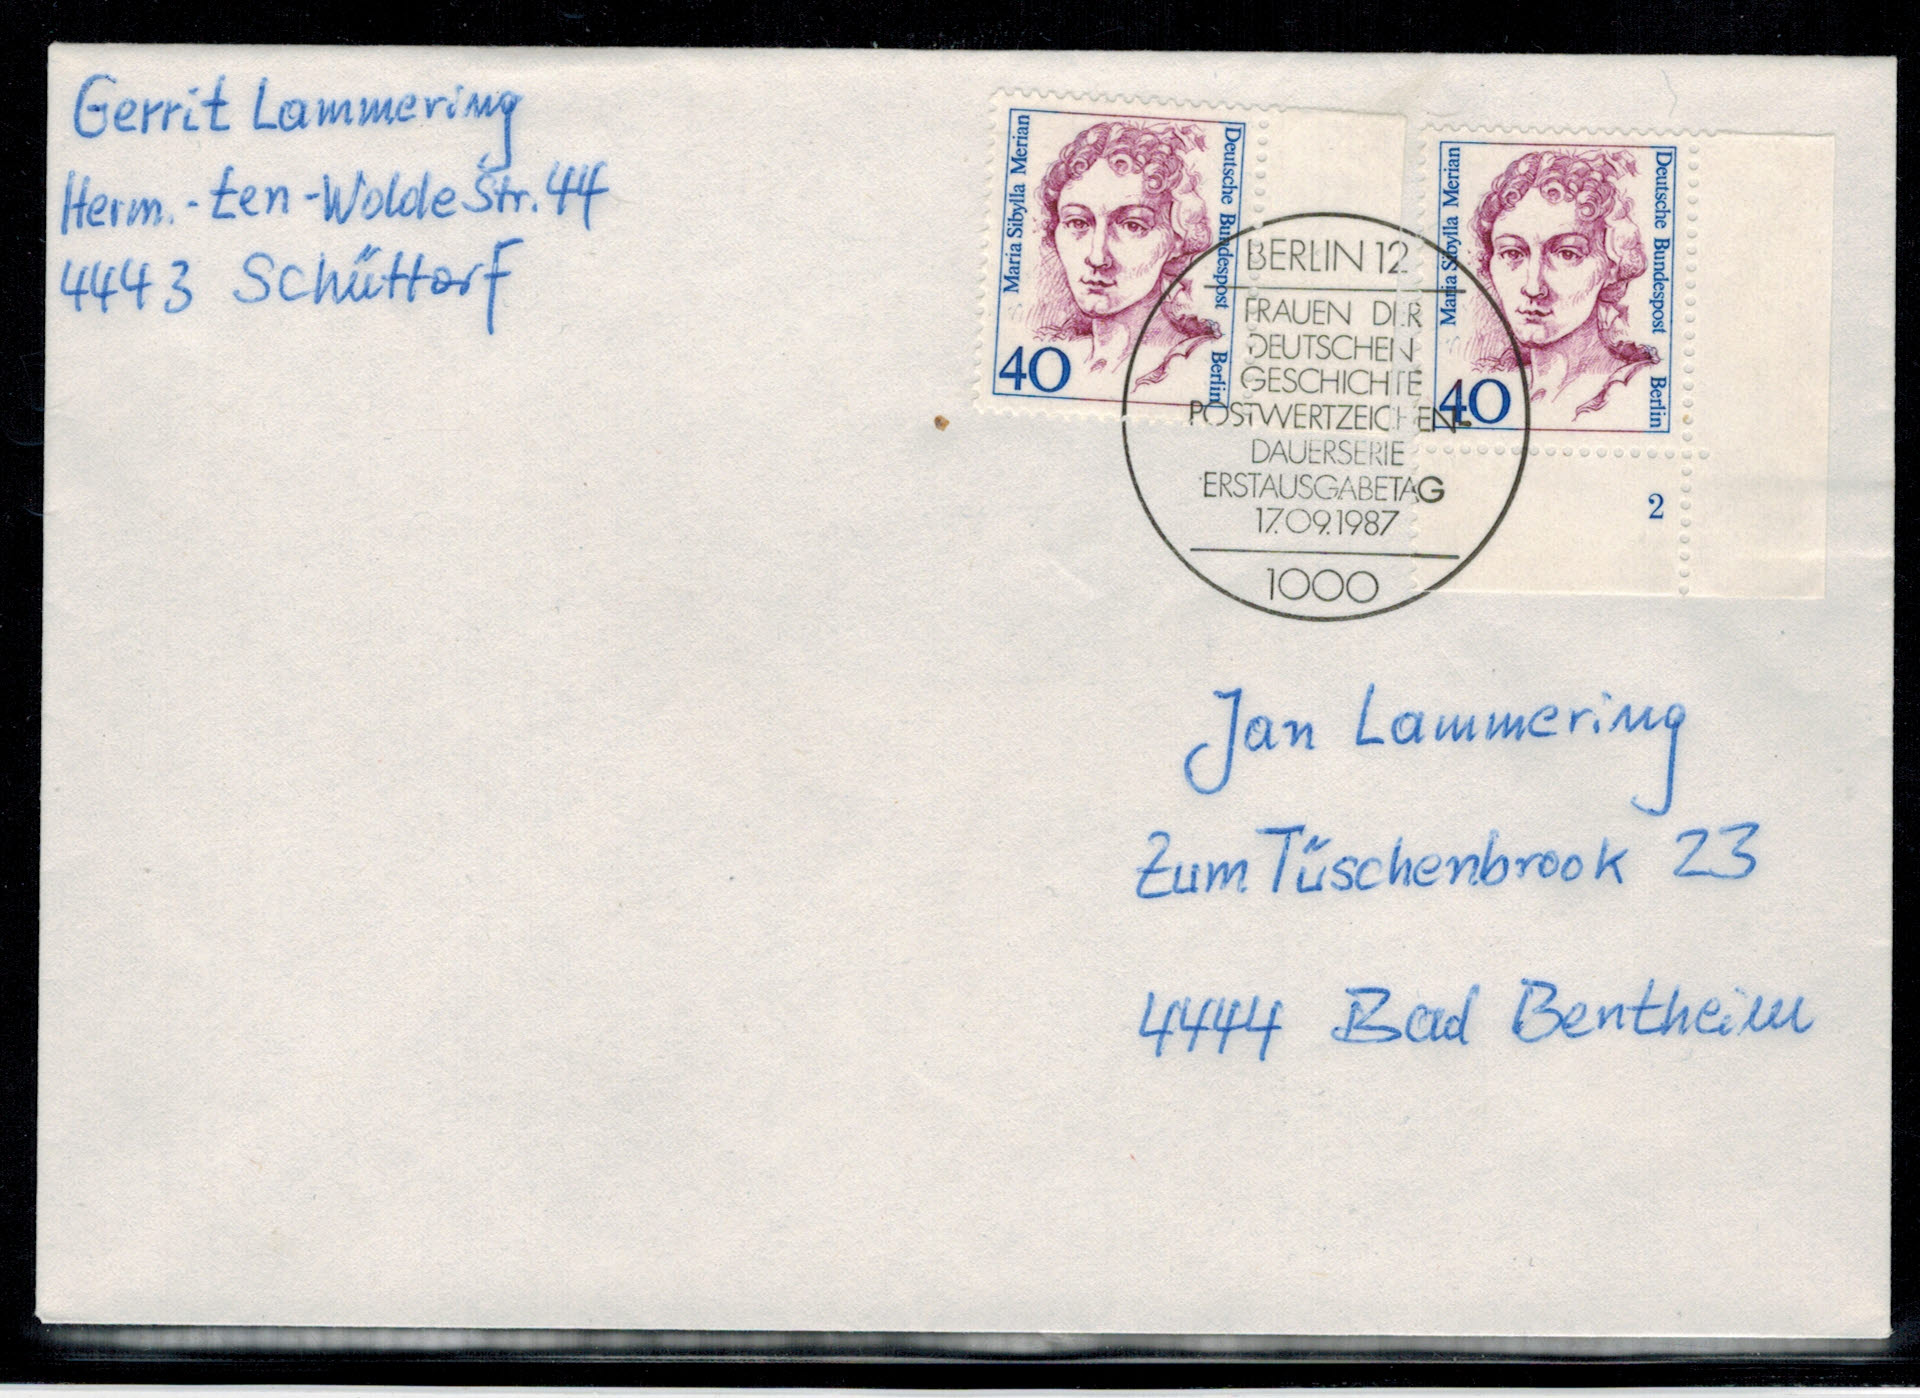 Gerrit Lammering
Herm.-ten-Wolde Str. 44
4443 Schüttorf
Maria Sibylla Merian
Deutsche Bundespost Berlin
40
Maria Sibylla Merian
Deutsche Bundespost Berlin
40
2
BERLIN 12
FRAUEN DER
DEUTSCHEN
GESCHICHTE
POSTWERTZEICHEN-
DAUERSERIE
ERSTAUSGABETAG
17.09.1987
1000
Jan Lammering
Zum Tüschenbrook 23
4444 Bad Bentheim